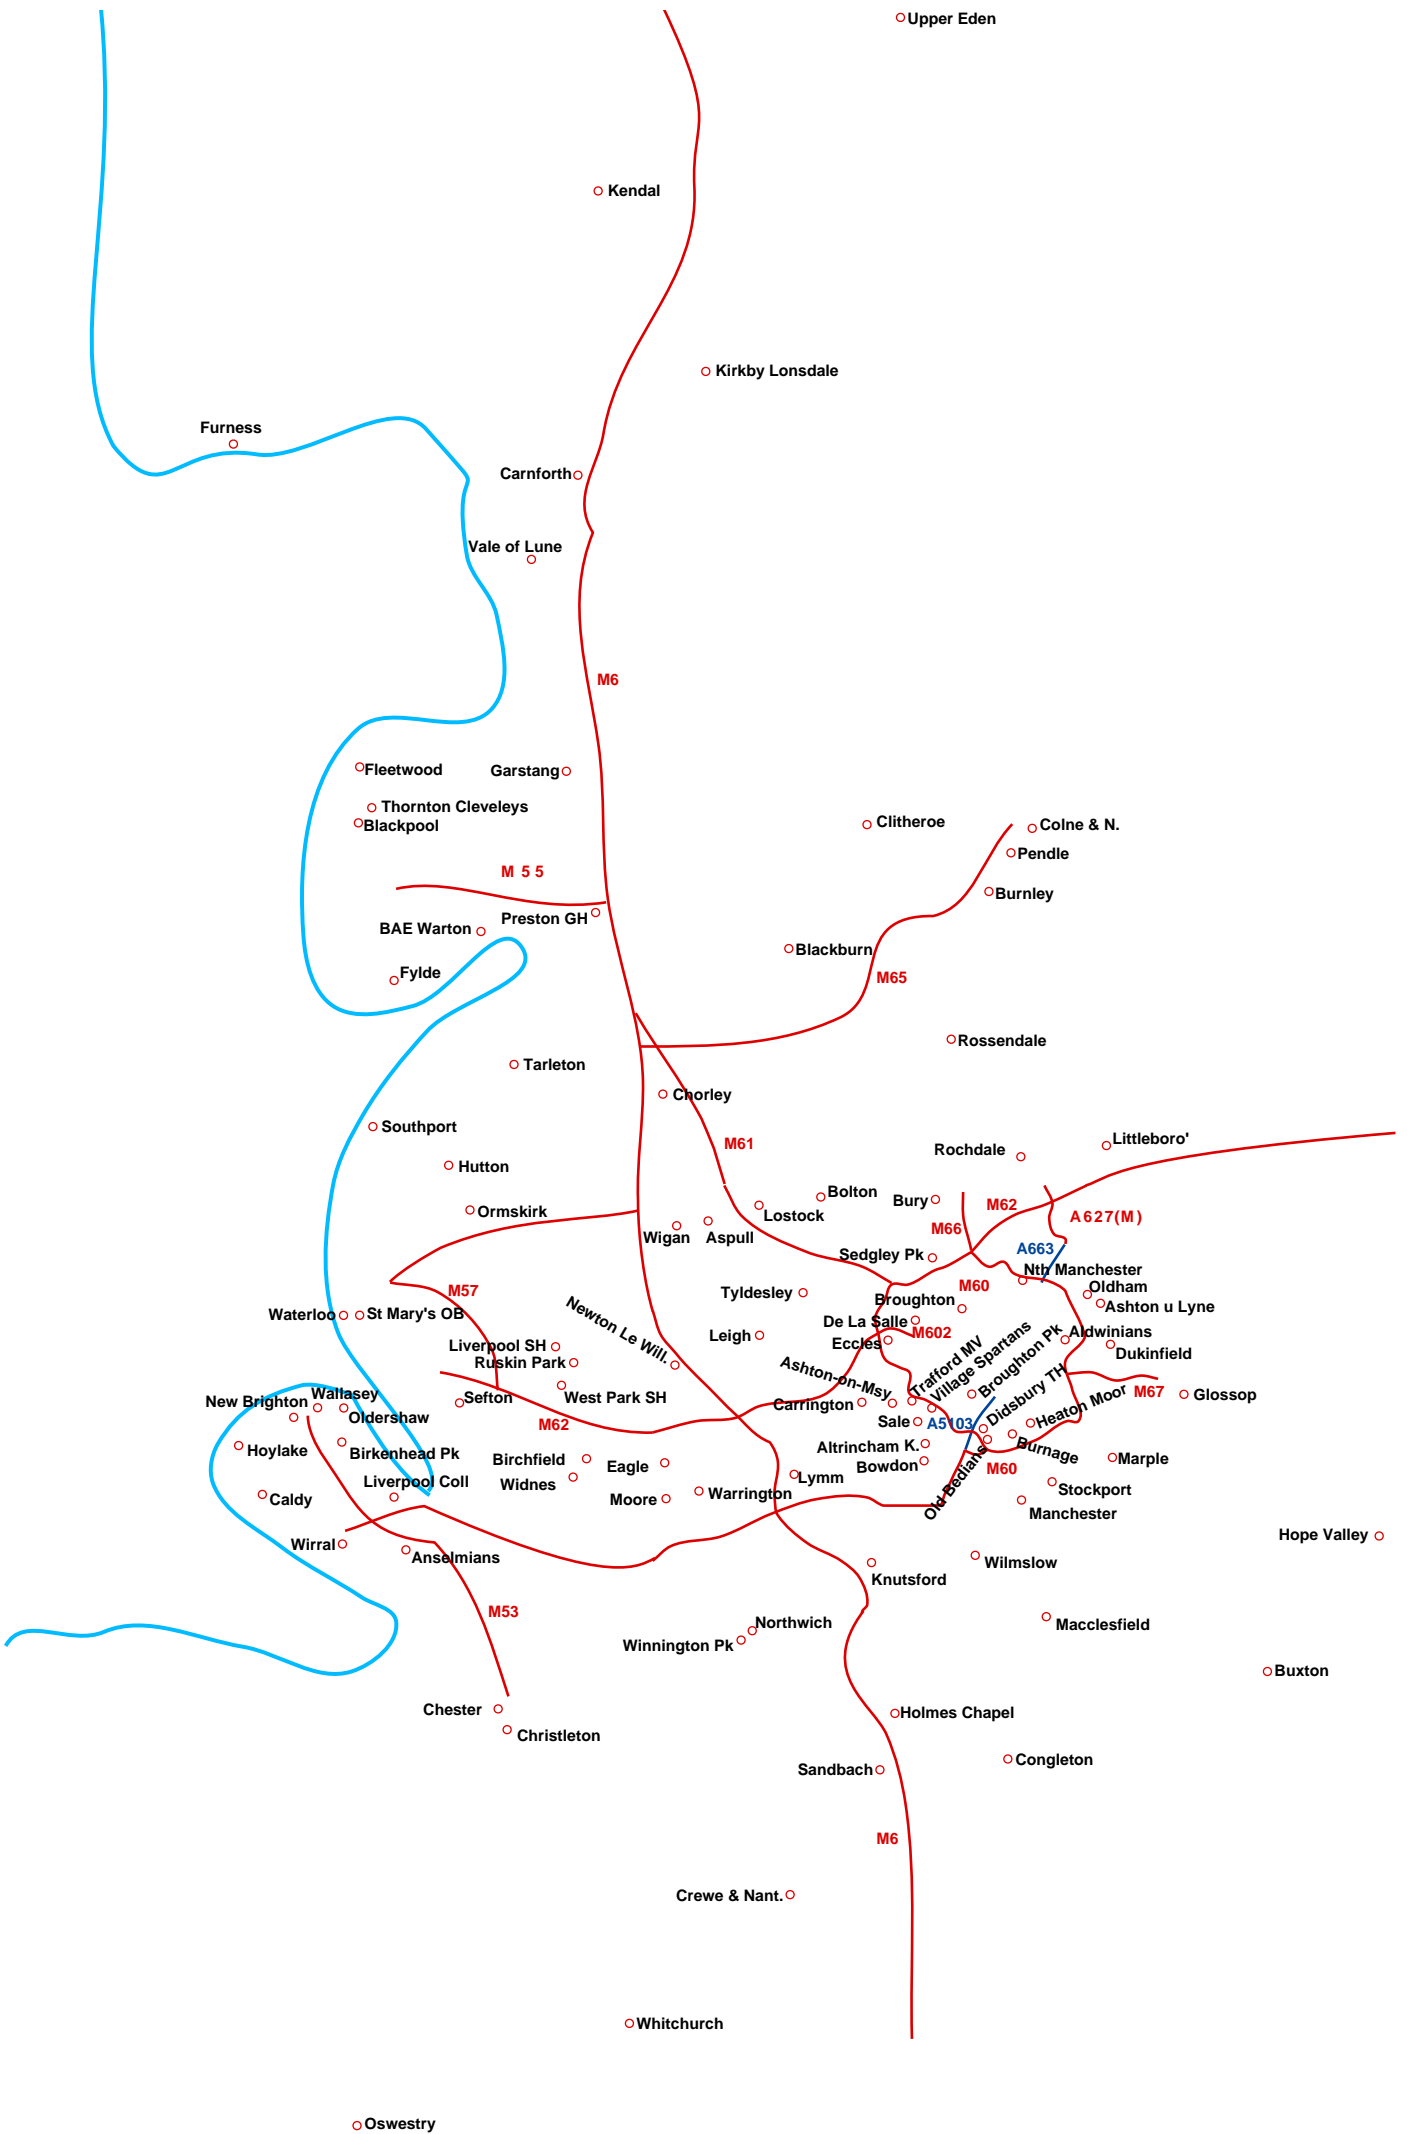 Upper Eden
Kendal
Kirkby Lonsdale
Furness
Carnforth
Vale of Lune
M6
Fleetwood
Garstang
Thornton Cleveleys
Blackpool
Clitheroe
Colne & N.
Pendle
M 5 5
Burnley
Preston GH
BAE Warton
Blackburn
Fylde
M65
Rossendale
Tarleton
Chorley
Southport
M61
Littleboro'
Rochdale
Hutton
Bolton
Bury
M62
Ormskirk
Lostock
A627(M)
M66
Wigan
Aspull
Sedgley Pk
A663
Nth Manchester
M57
Tyldesley
M60
Oldham
Broughton
Ashton u Lyne
Waterloo
St Mary's OB
Newton Le Will.
De La Salle
M602
Leigh
Eccles
Aldwinians
Liverpool SH
Ruskin Park
Dukinfield
Trafford MV
Village Spartans
Broughton Pk
Ashton-on-Msy
Didsbury TH
Heaton Moor
M67
Glossop
New Brighton
Wallasey
Sefton
West Park SH
Carrington
Oldershaw
M62
Sale
A5103
Hoylake
Birkenhead Pk
Altrincham K.
Burnage
Birchfield
Eagle
Bowdon
Marple
Old Bedians
M60
Liverpool Coll
Widnes
Lymm
Stockport
Caldy
Moore
Warrington
Manchester
Wirral
Hope Valley
Anselmians
Wilmslow
Knutsford
M53
Northwich
Macclesfield
Winnington Pk
Buxton
Chester
Holmes Chapel
Christleton
Congleton
Sandbach
M6
Crewe & Nant.
Whitchurch
Oswestry